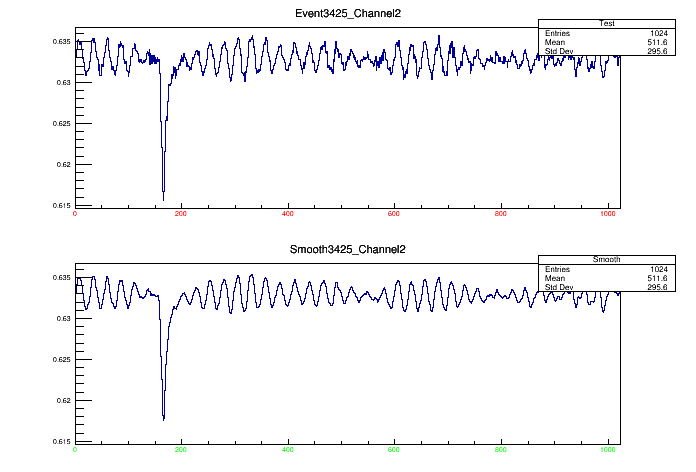 Event3425_Channel2
Test
Entries 1024
Mean 511.6
Std Dev 295.6
0.635
0.63
0.625
0.62
0.615
0 200 400 600 800 1000
Smooth3425_Channel2
Smooth
Entries 1024
Mean 511.6
Std Dev 295.6
0.635
0.63
0.625
0.62
0.615
0 200 400 600 800 1000